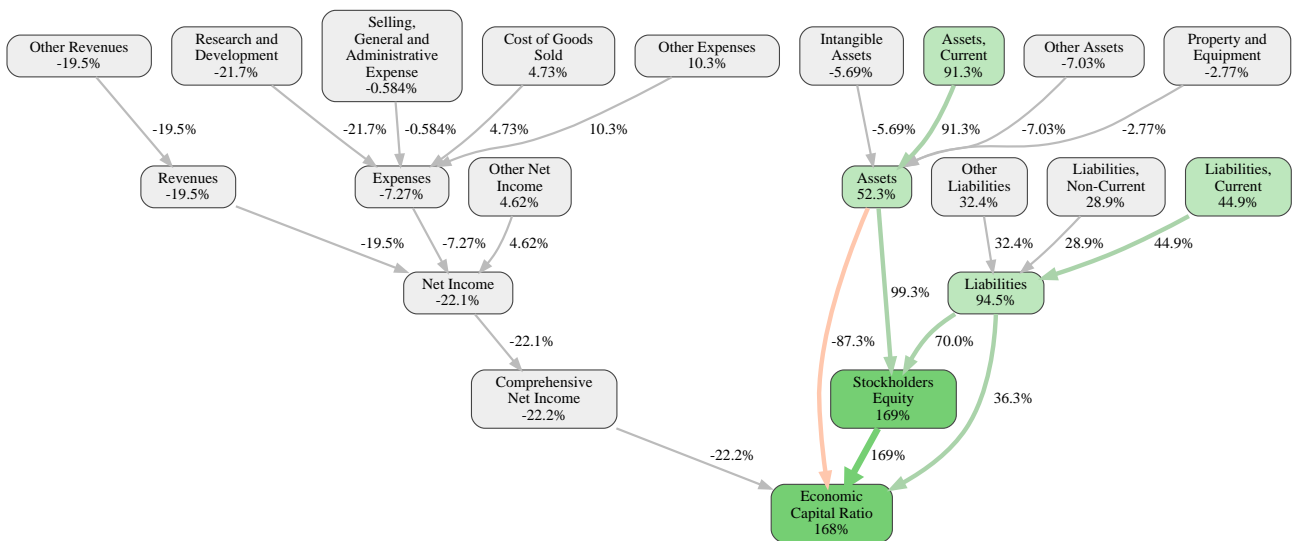 Other Revenues
-19.5%
Research and
Development
-21.7%
Selling,
General and
Administrative
Expense
-0.584%
Cost of Goods
Sold
4.73%
Other Expenses
10.3%
Intangible
Assets
-5.69%
Assets,
Current
91.3%
Other Assets
-7.03%
Property and
Equipment
-2.77%
-19.5%
-21.7%
-0.584%
4.73%
10.3%
-5.69%
91.3%
-7.03%
-2.77%
Revenues
-19.5%
Expenses
-7.27%
Other Net
Income
4.62%
Assets
52.3%
Other
Liabilities
32.4%
Liabilities,
Non-Current
28.9%
Liabilities,
Current
44.9%
-19.5%
-7.27%
4.62%
32.4%
28.9%
44.9%
Net Income
-22.1%
99.3%
Liabilities
94.5%
-22.1%
-87.3%
70.0%
Comprehensive
Net Income
-22.2%
Stockholders
Equity
169%
36.3%
-22.2%
169%
Economic
Capital Ratio
168%